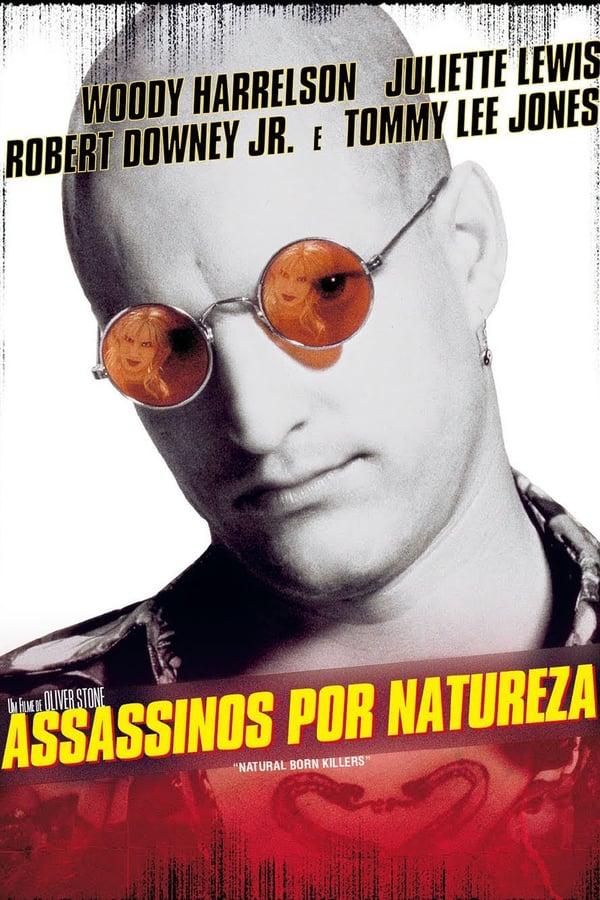 WOODY HARRELSON JULIETTE LEWIS
ROBERT DOWNEY JR. E TOMMY LEE JONES
UM FILME DE OLIVER STONE
ASSASSINOS POR NATUREZA
"NATURAL BORN KILLERS"